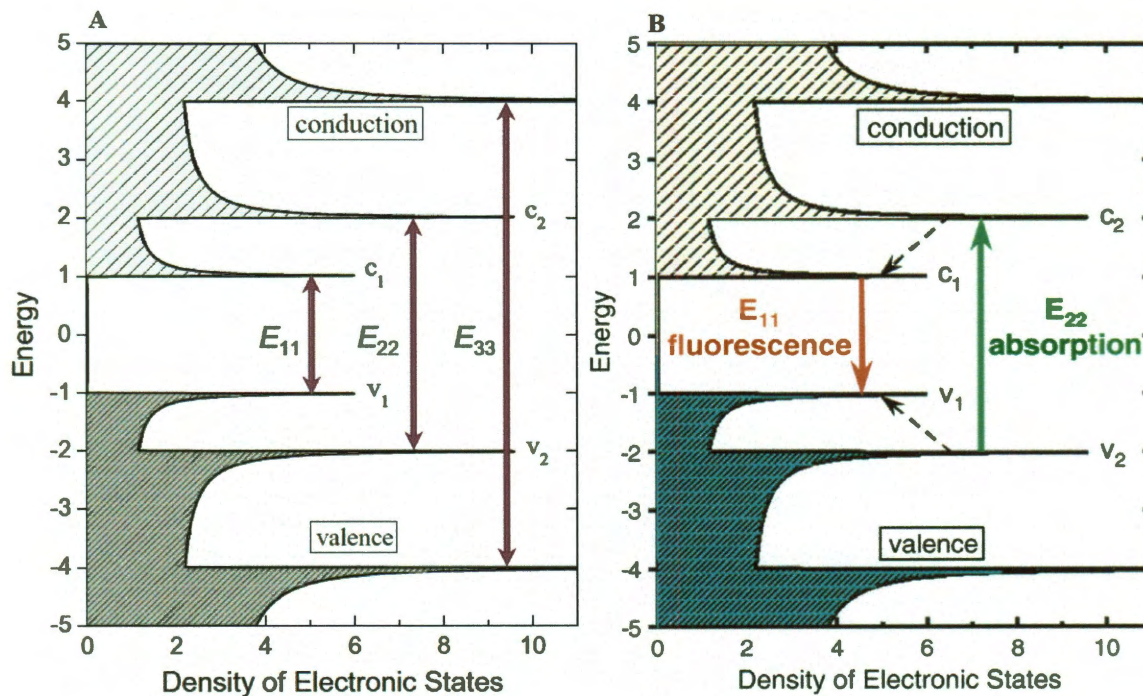 A
5
4
3
2
1
0
-1
-2
-3
-4
-5
Energy
conduction
c₂
c₁
E₁₁
E₂₂
E₃₃
v₁
v₂
valence
0 2 4 6 8 10
Density of Electronic States
B
5
4
3
2
1
0
-1
-2
-3
-4
-5
Energy
conduction
c₂
c₁
E₁₁
fluorescence
E₂₂
absorption
v₁
v₂
valence
0 2 4 6 8 10
Density of Electronic States